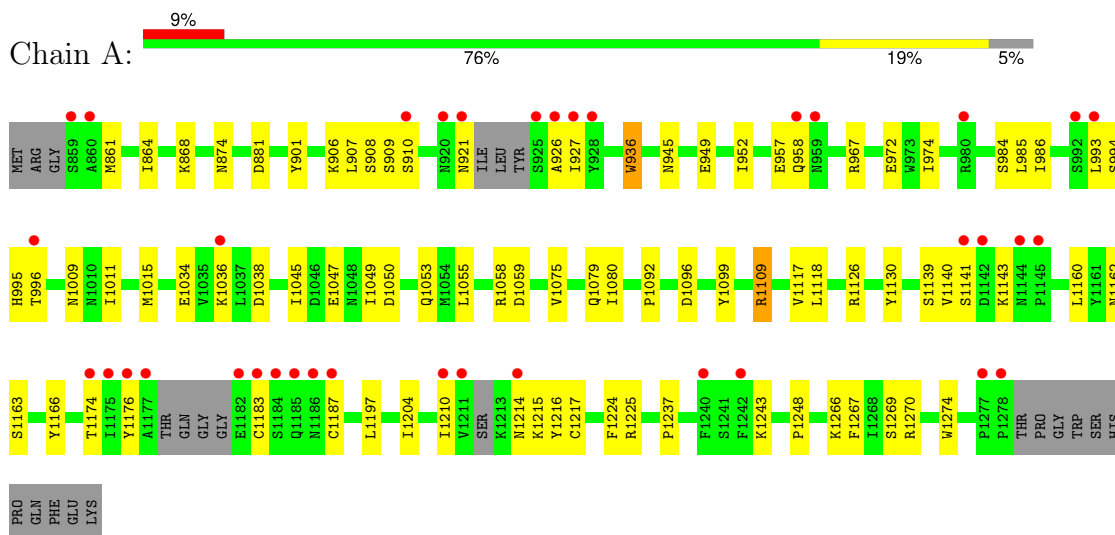 9%
Chain A:
76% 19% 5%
MET ARG GLY S859 A860 M861 I864 K868 N874 D881 Y901 K906 L907 S908 S909 S910 N920 N921 ILE LEU TYR S925 A926 I927 Y928 W936 N945 E949 I952 E957 Q958 N959 R967 E972 W973 I974 R980 S984 L985 I986 S992 L993 S994
H995 T996 N1009 N1010 I1011 M1015 E1034 V1035 K1036 L1037 D1038 I1045 D1046 E1047 N1048 I1049 D1050 Q1053 M1054 L1055 R1058 D1059 V1075 Q1079 I1080 P1092 D1096 Y1099 R1109 V1117 L1118 R1126 Y1130 S1139 V1140 S1141 D1142 K1143 N1144 P1145 L1160 Y1161 N1162
S1163 Y1166 T1174 I1175 Y1176 A1177 THR GLN GLY GLY E1182 C1183 S1184 Q1185 N1186 C1187 L1197 I1204 I1210 V1211 SER K1213 N1214 K1215 Y1216 C1217 F1224 R1225 P1237 F1240 S1241 F1242 K1243 P1248 K1266 F1267 I1268 S1269 R1270 W1274 P1277 P1278 THR PRO GLY TRP SER HIS
PRO GLN PHE GLU LYS